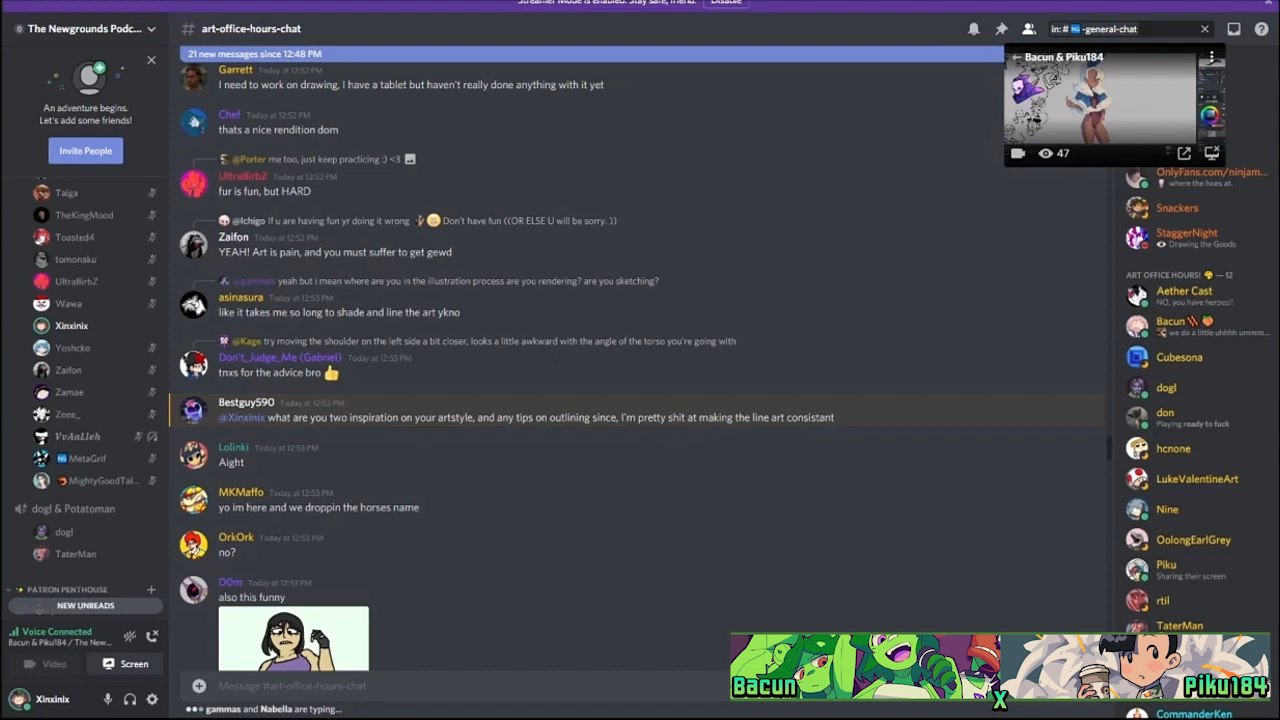 Streamer Mode is enabled. Stay safe, friend. Disable
The Newgrounds Podc...
# art-office-hours-chat
in: # NG -general-chat
An adventure begins.
Let's add some friends!
Invite People
Taiga
TheKingMood
Toasted4
tomonaku
UltraBirbZ
Wawa
Xinxinix
Yoshcko
Zaifon
Zamae
Zeee_
VvAaLleh
NG MetaGrif
MightyGoodTal...
dogl & Potatoman
dogl
TaterMan
PATRON PENTHOUSE
NEW UNREADS
Voice Connected
Bacun & Piku184 / The New...
Video
Screen
Xinxinix
21 new messages since 12:48 PM
Garrett Today at 12:52 PM
I need to work on drawing, I have a tablet but haven't really done anything with it yet
Chef Today at 12:52 PM
thats a nice rendition dom
@Porter me too, just keep practicing :) <3
UltraBirbZ Today at 12:52 PM
fur is fun, but HARD
@Ichigo If u are having fun yr doing it wrong Don't have fun ((OR ELSE U will be sorry. ))
Zaifon Today at 12:52 PM
YEAH! Art is pain, and you must suffer to get gewd
@gammas yeah but i mean where are you in the illustration process are you rendering? are you sketching?
asinasura Today at 12:53 PM
like it takes me so long to shade and line the art ykno
@Kage try moving the shoulder on the left side a bit closer, looks a little awkward with the angle of the torso you're going with
Don't_Judge_Me (Gabriel) Today at 12:53 PM
tnxs for the advice bro 👍
Bestguy590 Today at 12:53 PM
@Xinxinix what are you two inspiration on your artstyle, and any tips on outlining since, I'm pretty shit at making the line art consistant
Lolinki Today at 12:53 PM
Aight
MKMaffo Today at 12:53 PM
yo im here and we droppin the horses name
OrkOrk Today at 12:53 PM
no?
D0m Today at 12:53 PM
also this funny
Message #art-office-hours-chat
gammas and Nabella are typing...
Bacun & Piku184
47
OnlyFans.com/ninjam...
where the hoes at.
Snackers
StaggerNight
Drawing the Goods
ART OFFICE HOURS! — 12
Aether Cast
NO, you have herpes!!
Bacun
we do a little uhhhh ummm...
Cubesona
dogl
don
Playing ready to fuck
hcnone
LukeValentineArt
Nine
OolongEarlGrey
Piku
Sharing their screen
rtil
TaterMan
Bacun
X
Piku184
CommanderKen